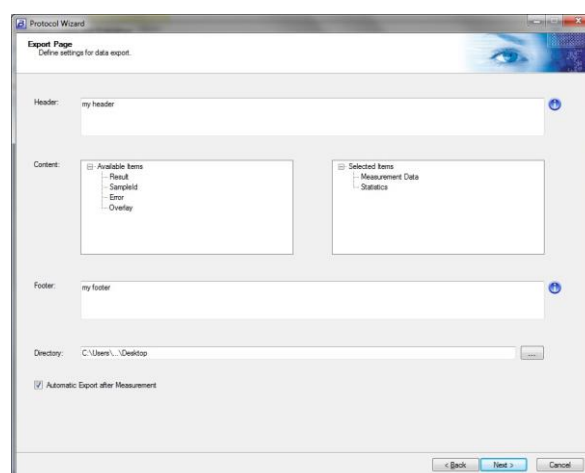 Protocol Wizard
Export Page
Define settings for data export.
Header:
my header
Content:
Available Items
Result
SampleId
Error
Overlay
Selected Items
Measurement Data
Statistics
Footer:
my footer
Directory:
C:\Users\...\Desktop
...
Automatic Export after Measurement
< Back
Next >
Cancel